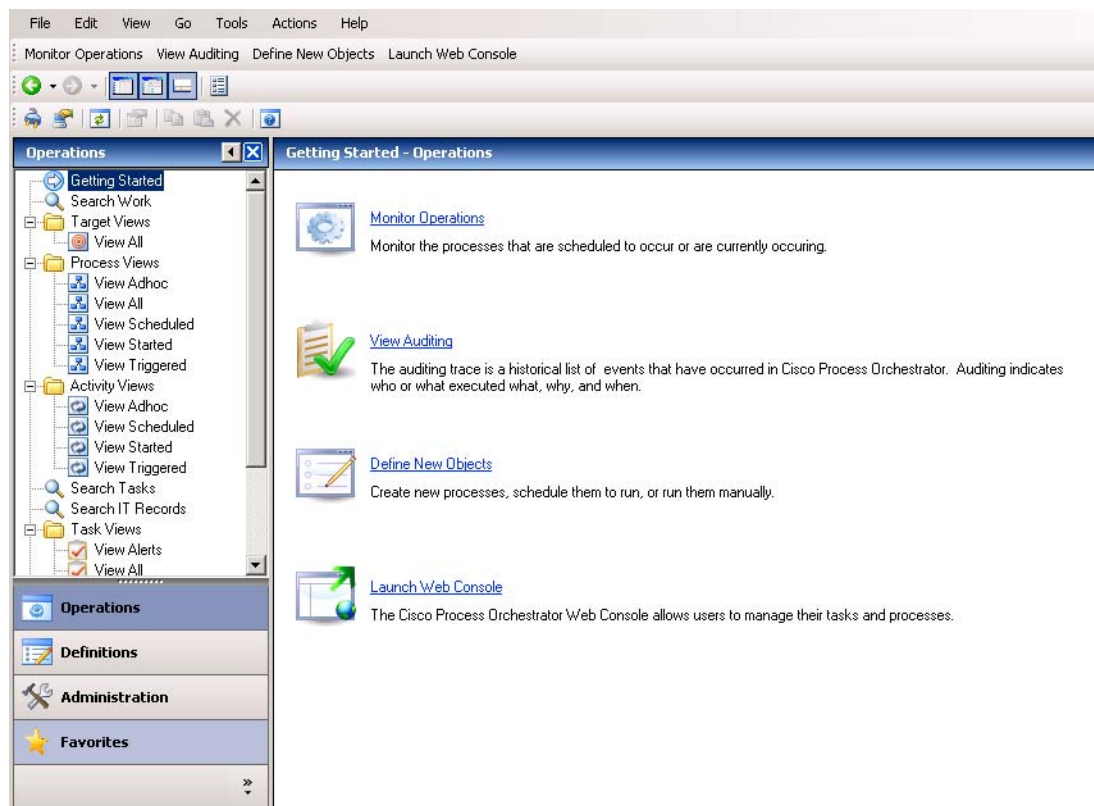 File Edit View Go Tools Actions Help
Monitor Operations View Auditing Define New Objects Launch Web Console
Operations
Getting Started
Search Work
Target Views
View All
Process Views
View Adhoc
View All
View Scheduled
View Started
View Triggered
Activity Views
View Adhoc
View Scheduled
View Started
View Triggered
Search Tasks
Search IT Records
Task Views
View Alerts
View All
Operations
Definitions
Administration
Favorites
Getting Started - Operations
Monitor Operations
Monitor the processes that are scheduled to occur or are currently occuring.
View Auditing
The auditing trace is a historical list of events that have occurred in Cisco Process Orchestrator. Auditing indicates
who or what executed what, why, and when.
Define New Objects
Create new processes, schedule them to run, or run them manually.
Launch Web Console
The Cisco Process Orchestrator Web Console allows users to manage their tasks and processes.